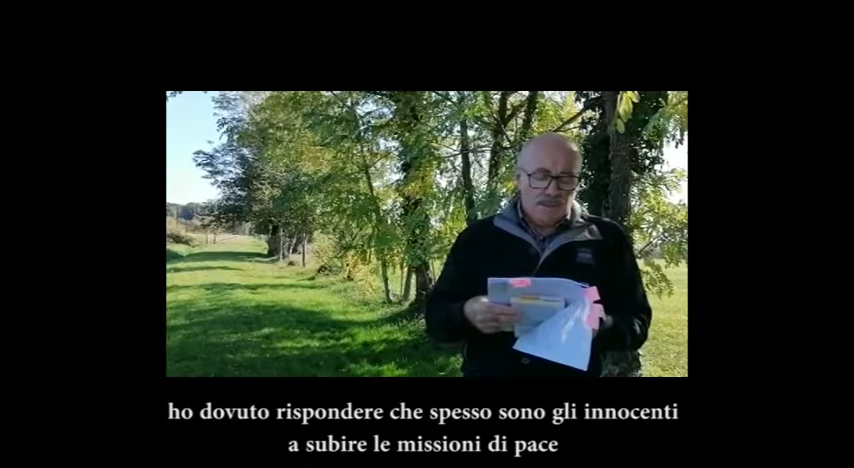 ho dovuto rispondere che spesso sono gli innocenti
a subire le missioni di pace